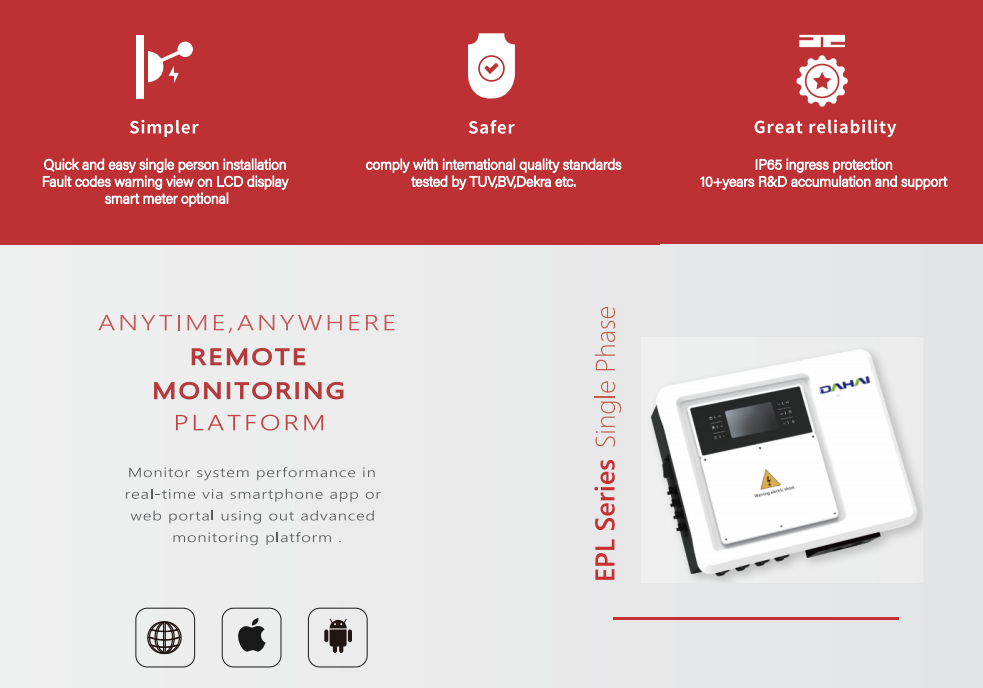 Simpler
Quick and easy single person installation
Fault codes warning view on LCD display
smart meter optional
Safer
comply with international quality standards
tested by TUV,BV,Dekra etc.
Great reliability
IP65 ingress protection
10+years R&D accumulation and support
ANYTIME,ANYWHERE
REMOTE
MONITORING
PLATFORM
Monitor system performance in
real-time via smartphone app or
web portal using out advanced
monitoring platform .
EPL Series Single Phase
DAHAI
Warning electric shock